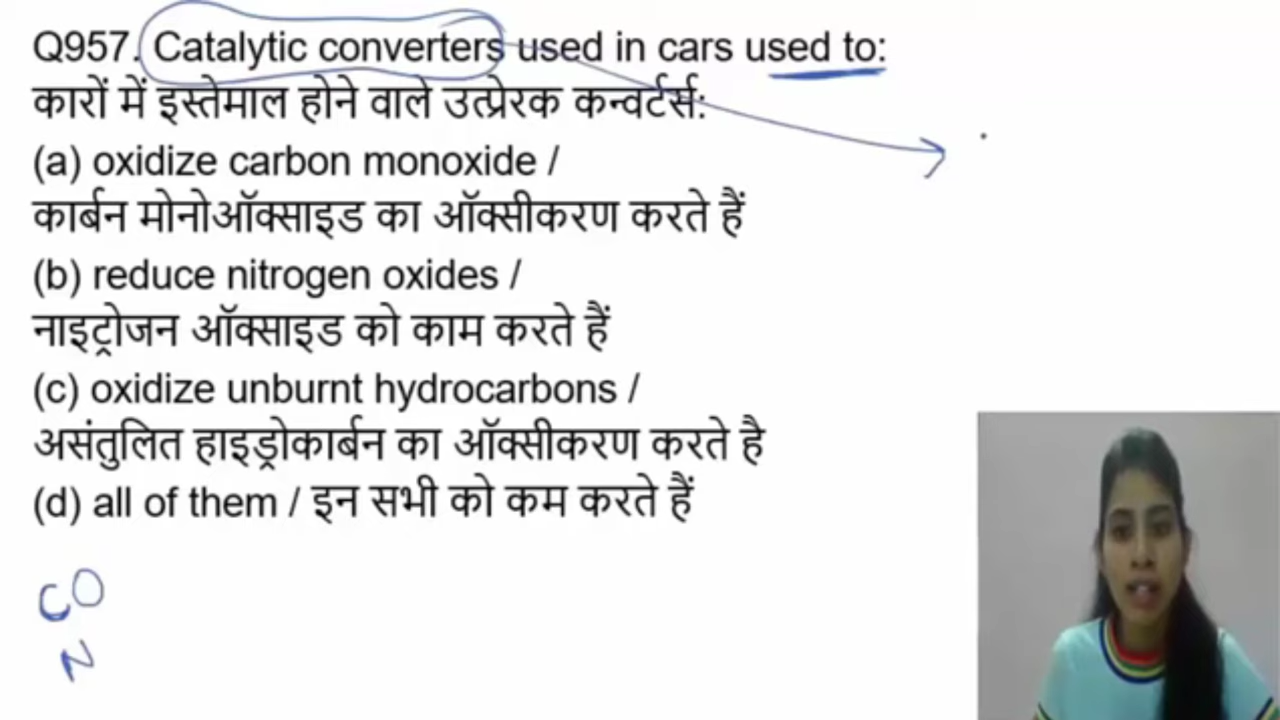 Q957. Catalytic converters used in cars used to:
कारों में इस्तेमाल होने वाले उत्प्रेरक कन्वर्टर्स:
(a) oxidize carbon monoxide /
कार्बन मोनोऑक्साइड का ऑक्सीकरण करते हैं
(b) reduce nitrogen oxides /
नाइट्रोजन ऑक्साइड को काम करते हैं
(c) oxidize unburnt hydrocarbons /
असंतुलित हाइड्रोकार्बन का ऑक्सीकरण करते है
(d) all of them / इन सभी को कम करते हैं
CO
N